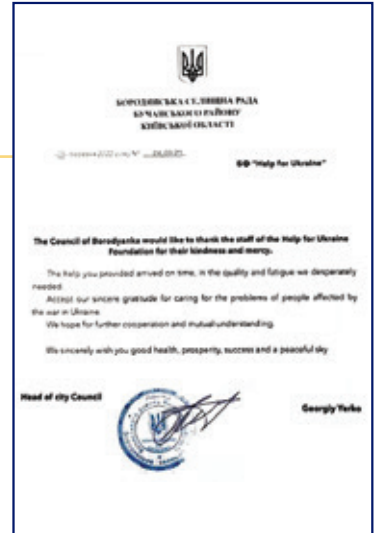 БОРОДЯНСЬКА СЕЛИЩНА РАДА
БУЧАНСЬКОГО РАЙОНУ
КИЇВСЬКОЇ ОБЛАСТІ
БФ "Help for Ukraine"
The Council of Borodyanka would like to thank the staff of the Help for Ukraine
Foundation for their kindness and mercy.
The help you provided arrived on time, in the quality and fatigue we desperately
needed.
Accept our sincere gratitude for caring for the problems of people affected by
the war in Ukraine.
We hope for further cooperation and mutual understanding.
We sincerely wish you good health, prosperity, success and a peaceful sky
Head of city Council
Georgiy Yerko